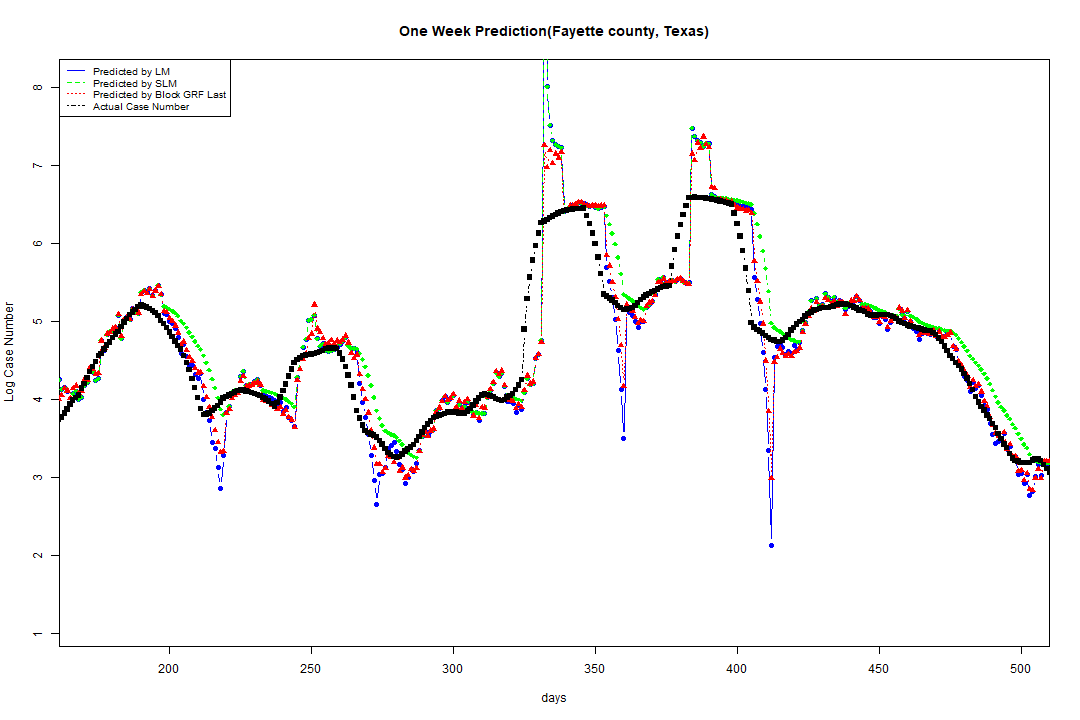 One Week Prediction(Fayette county, Texas)
Predicted by LM
Predicted by SLM
Predicted by Block GRF Last
Actual Case Number
Log Case Number
8
7
6
5
4
3
2
1
200 250 300 350 400 450 500
days